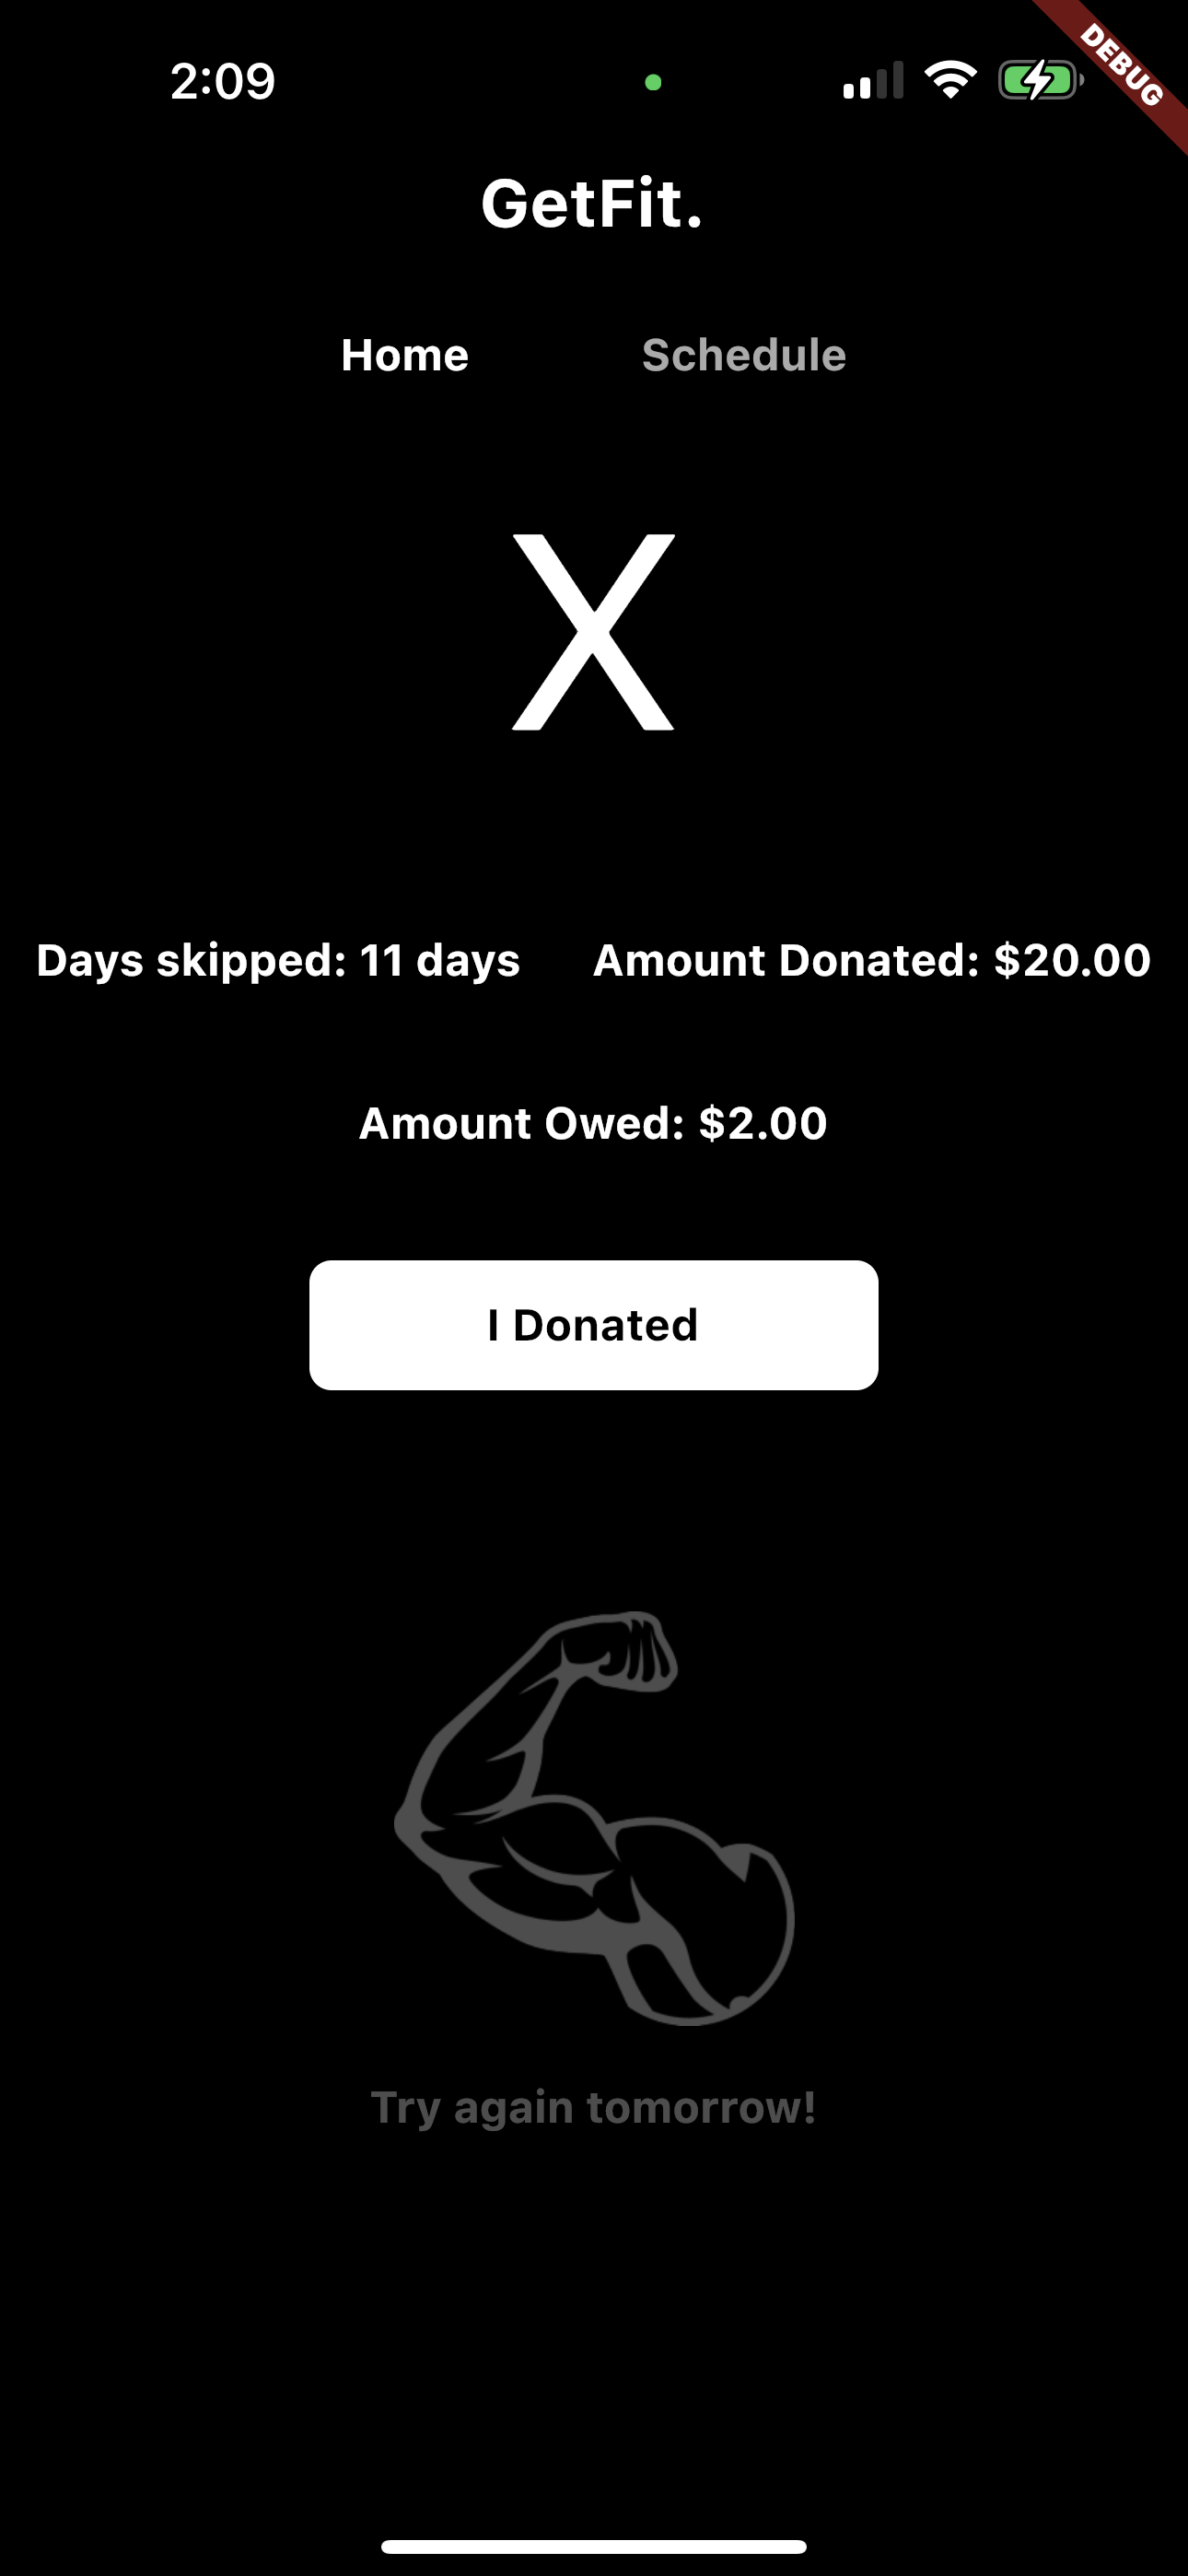 2:09
DEBUG
GetFit.
Home Schedule
X
Days skipped: 11 days Amount Donated: $20.00
Amount Owed: $2.00
I Donated
Try again tomorrow!